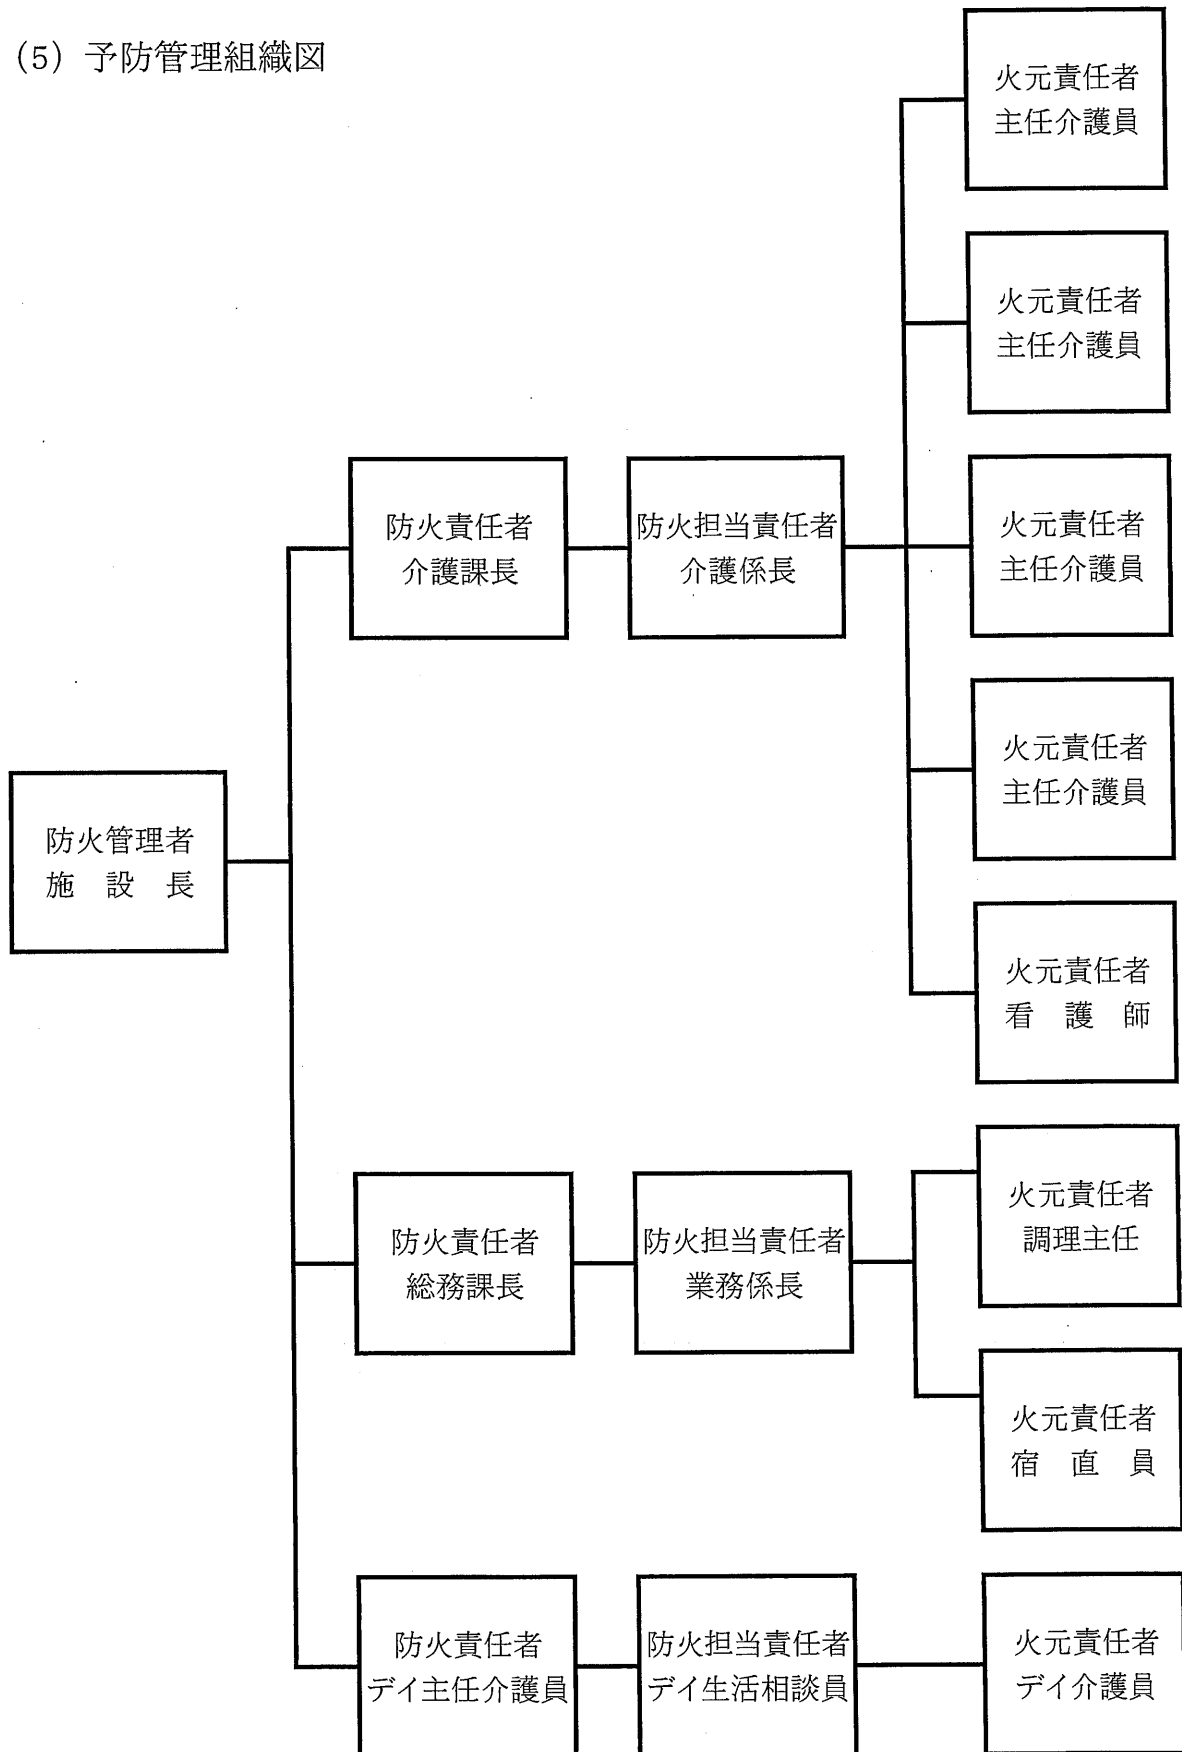 (5) 予防管理組織図
火元責任者
主任介護員
火元責任者
主任介護員
防火責任者
介護課長
防火担当責任者
介護係長
火元責任者
主任介護員
火元責任者
主任介護員
防火管理者
施　設　長
火元責任者
看　護　師
防火責任者
総務課長
防火担当責任者
業務係長
火元責任者
調理主任
火元責任者
宿　直　員
防火責任者
デイ主任介護員
防火担当責任者
デイ生活相談員
火元責任者
デイ介護員